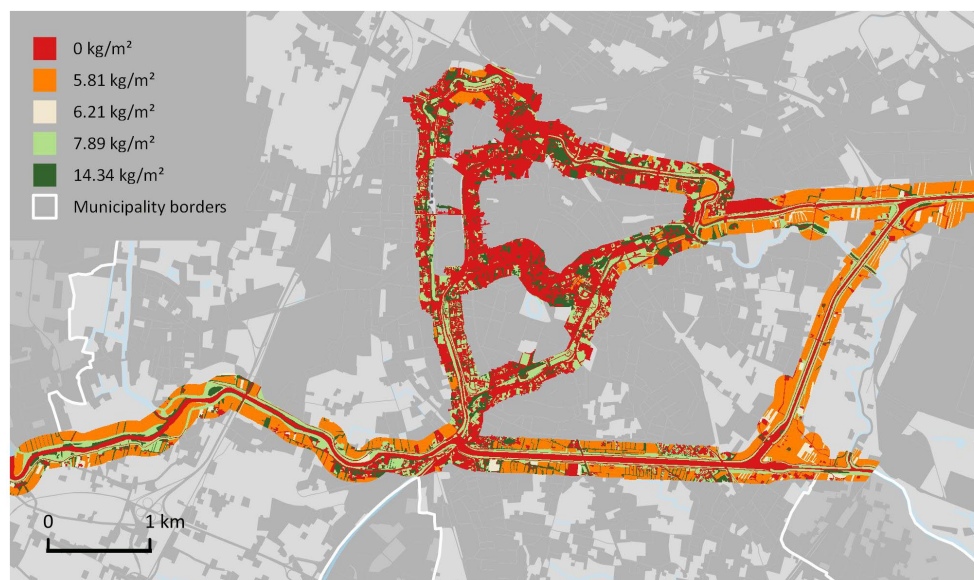 0 kg/m²
5.81 kg/m²
6.21 kg/m²
7.89 kg/m²
14.34 kg/m²
Municipality borders
0 1 km